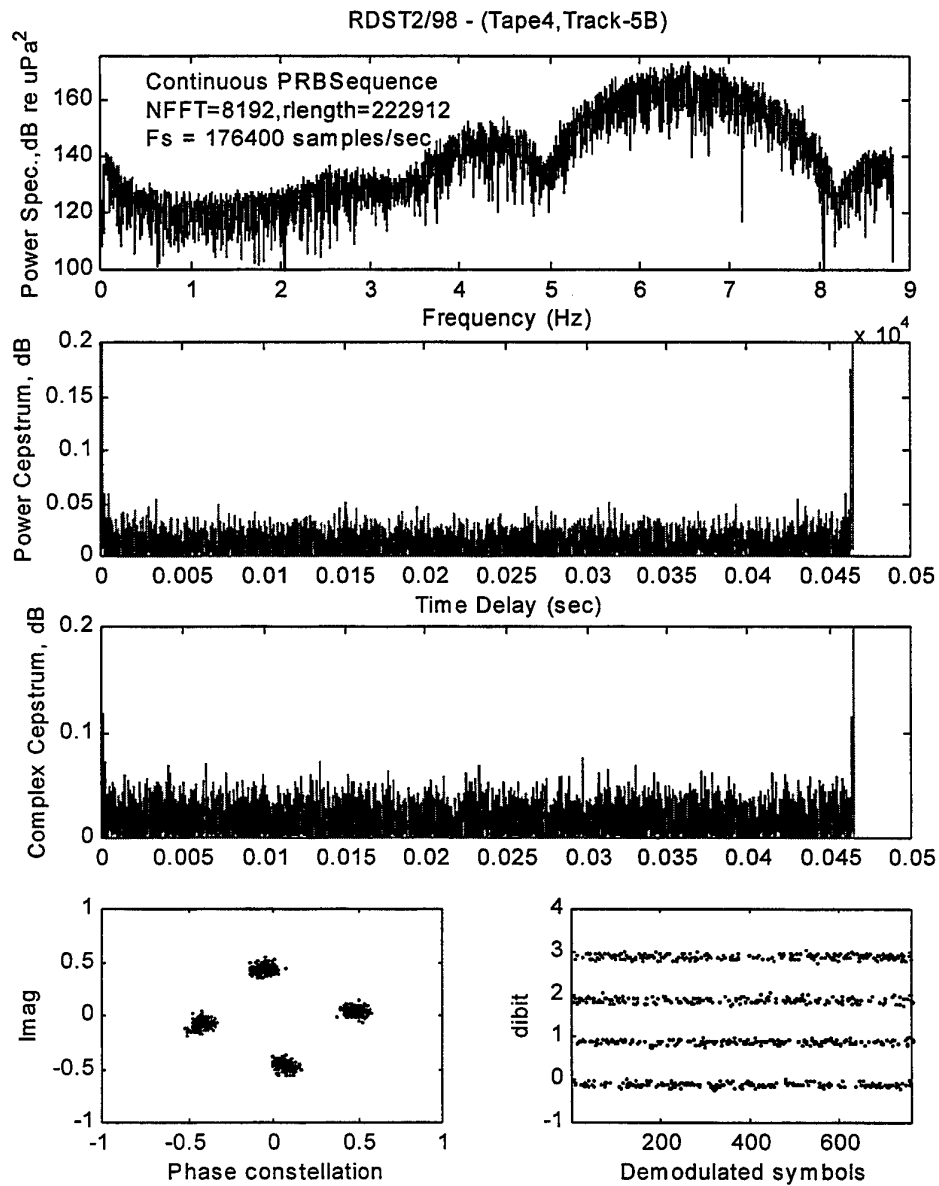 RDST2/98 - (Tape4,Track-5B)
Power Spec.,dB re uPa2
160
140
120
100
Continuous PRBSequence
NFFT=8192,rlength=222912
Fs = 176400 samples/sec
0 1 2 3 4 5 6 7 8 9
Frequency (Hz)
x 10^4
Power Cepstrum, dB
0.2
0.15
0.1
0.05
0
0 0.005 0.01 0.015 0.02 0.025 0.03 0.035 0.04 0.045 0.05
Time Delay (sec)
Complex Cepstrum, dB
0.2
0.1
0
0 0.005 0.01 0.015 0.02 0.025 0.03 0.035 0.04 0.045 0.05
Imag
1
0.5
0
-0.5
-1
-1 -0.5 0 0.5 1
Phase constellation
dibit
4
3
2
1
0
-1
200 400 600
Demodulated symbols